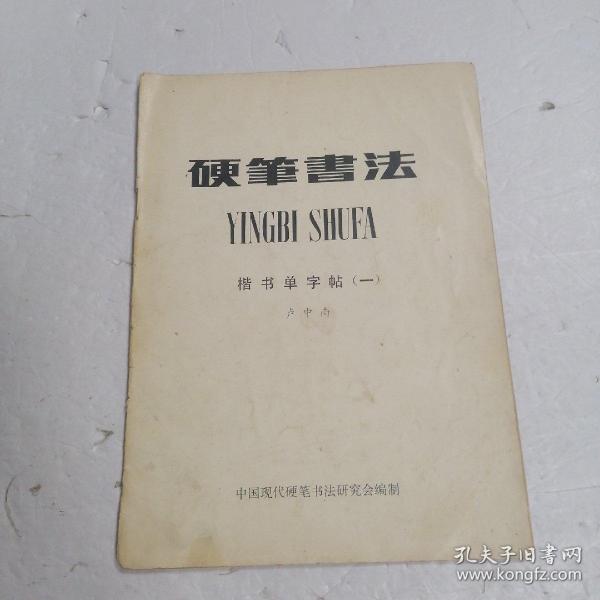 硬筆書法
YINGBI SHUFA
楷书单字帖(一)
卢中南
中国现代硬笔书法研究会编制
孔夫子旧書网
www.kongfz.com